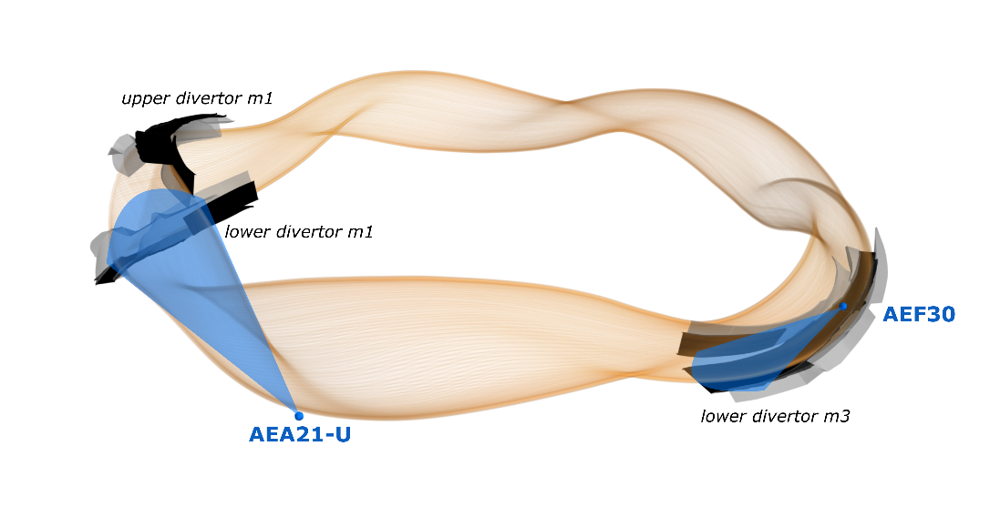 upper divertor m1
lower divertor m1
AEF30
lower divertor m3
AEA21-U